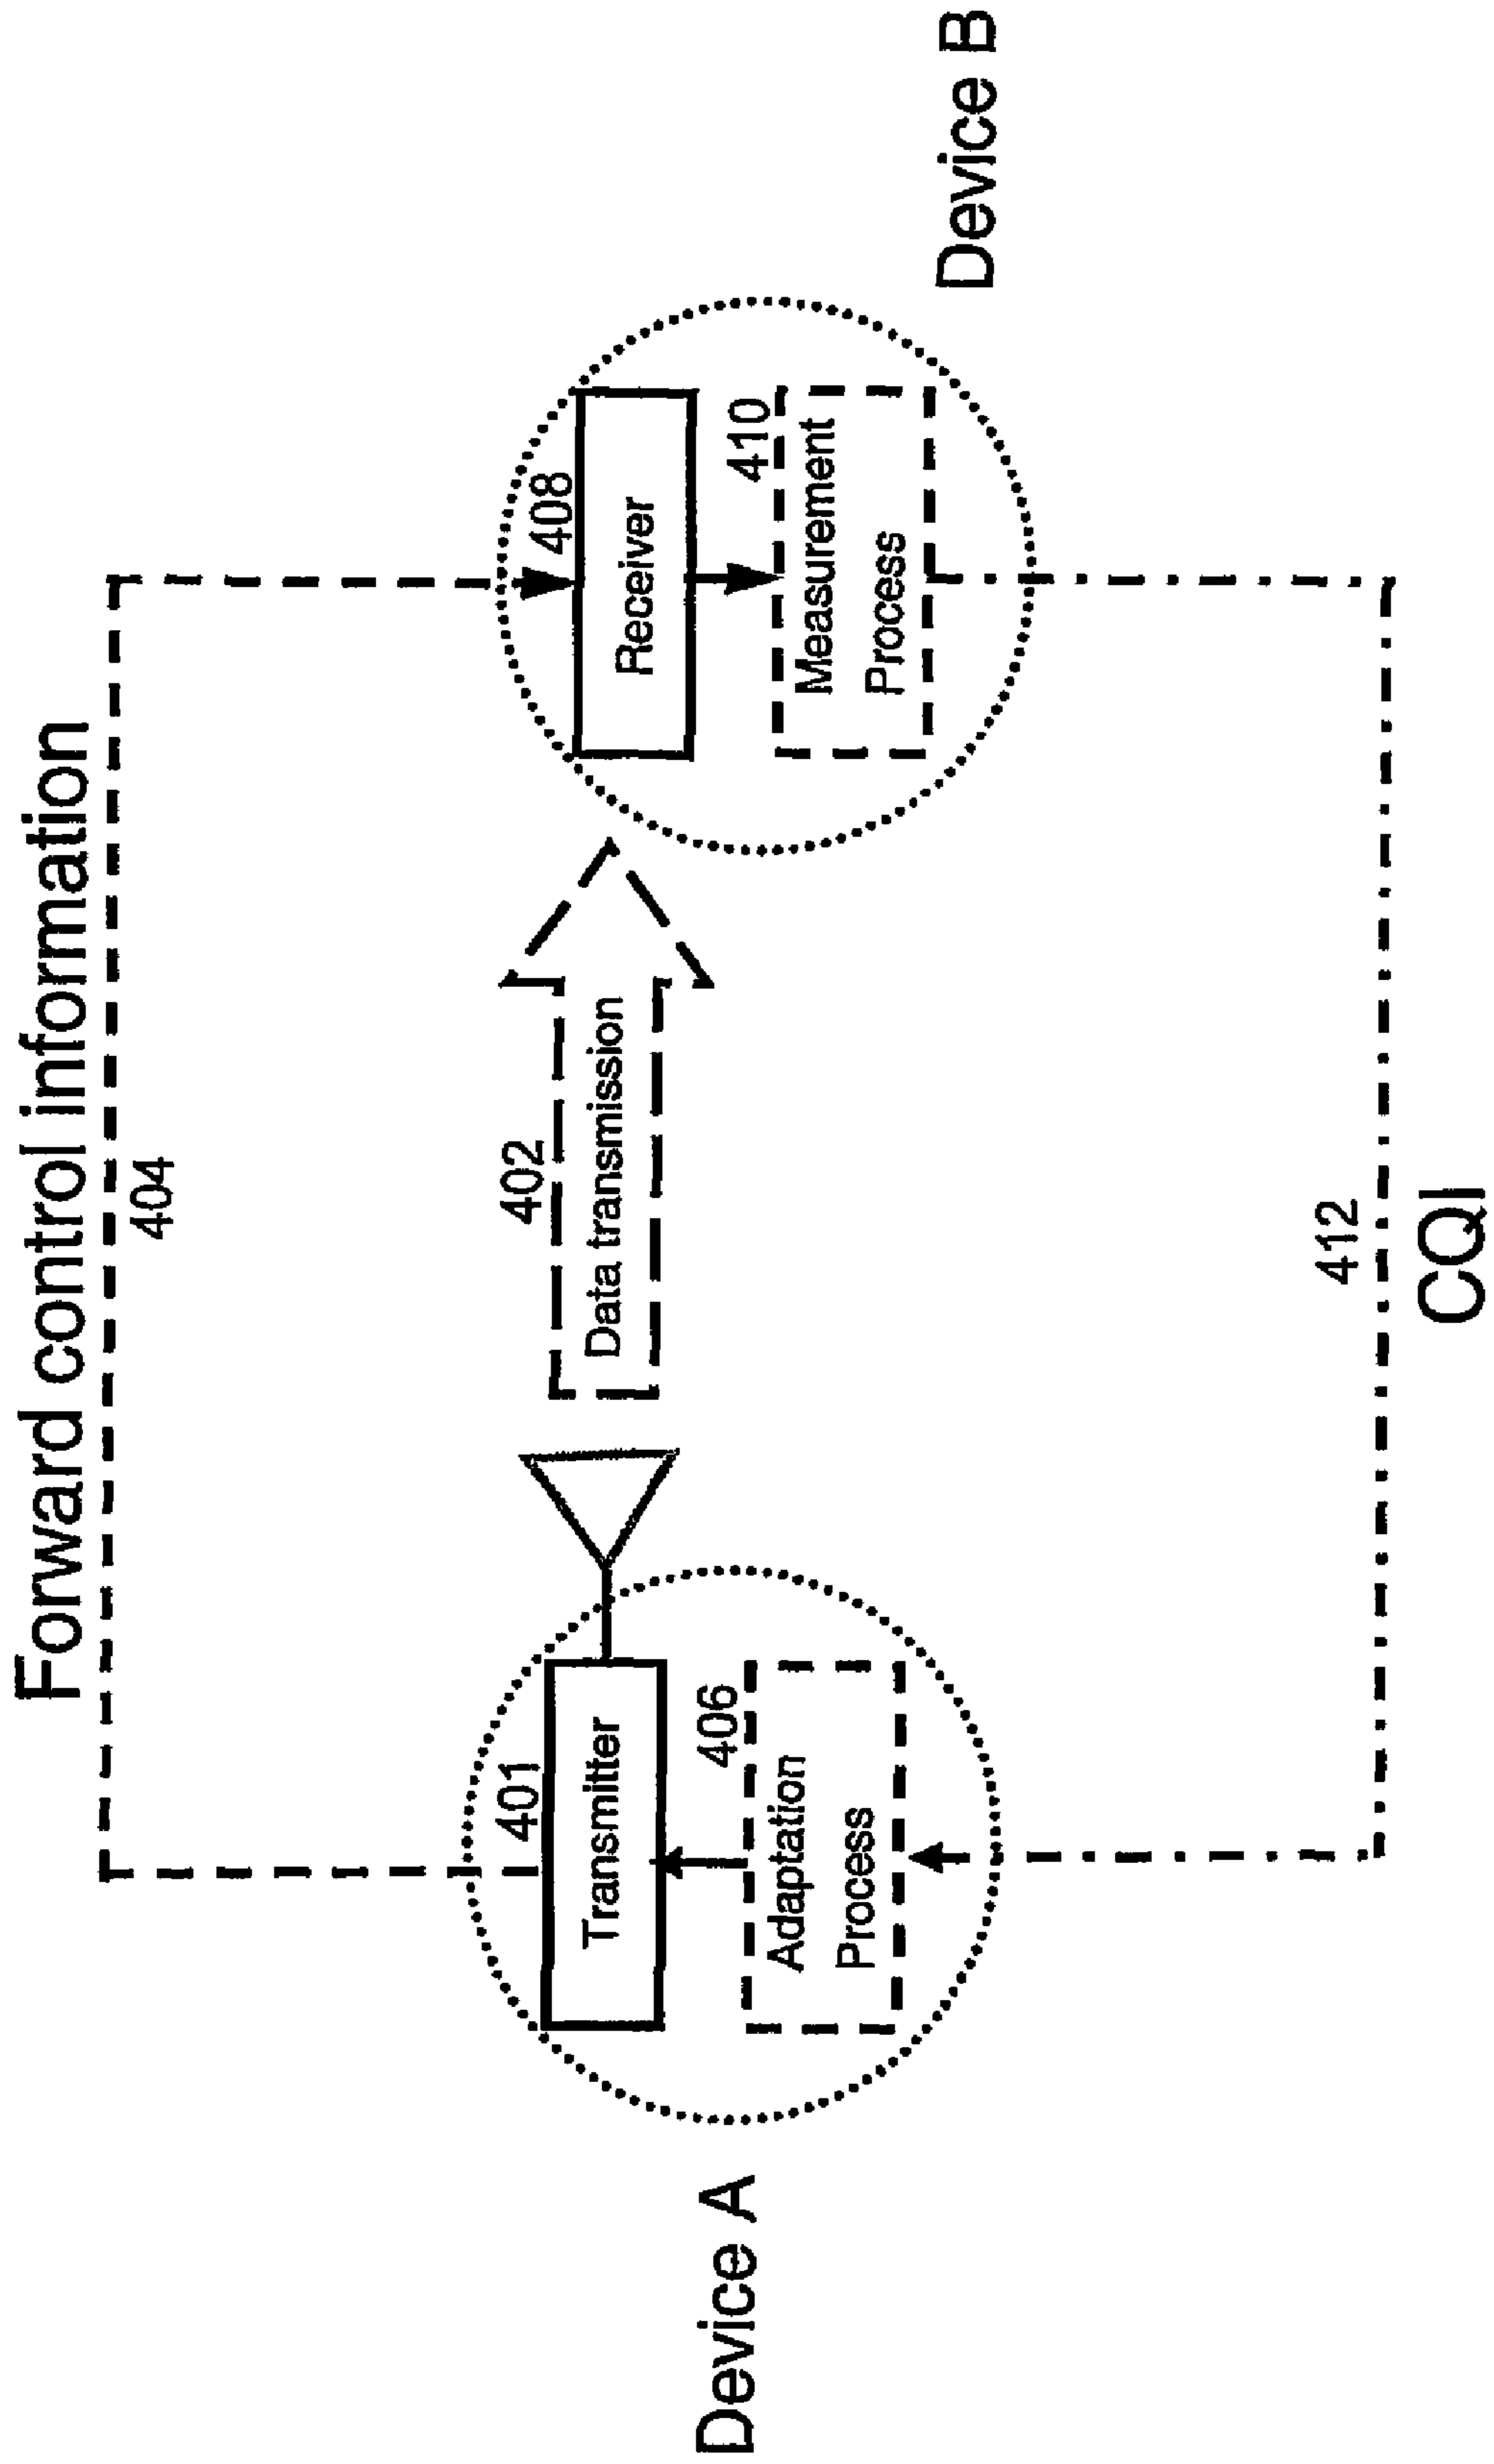 Forward control information
404
402
Data transmission
401
Transmitter
406
Adaptation
Process
Device A
408
Receiver
410
Measurement
Process
Device B
412
CQI